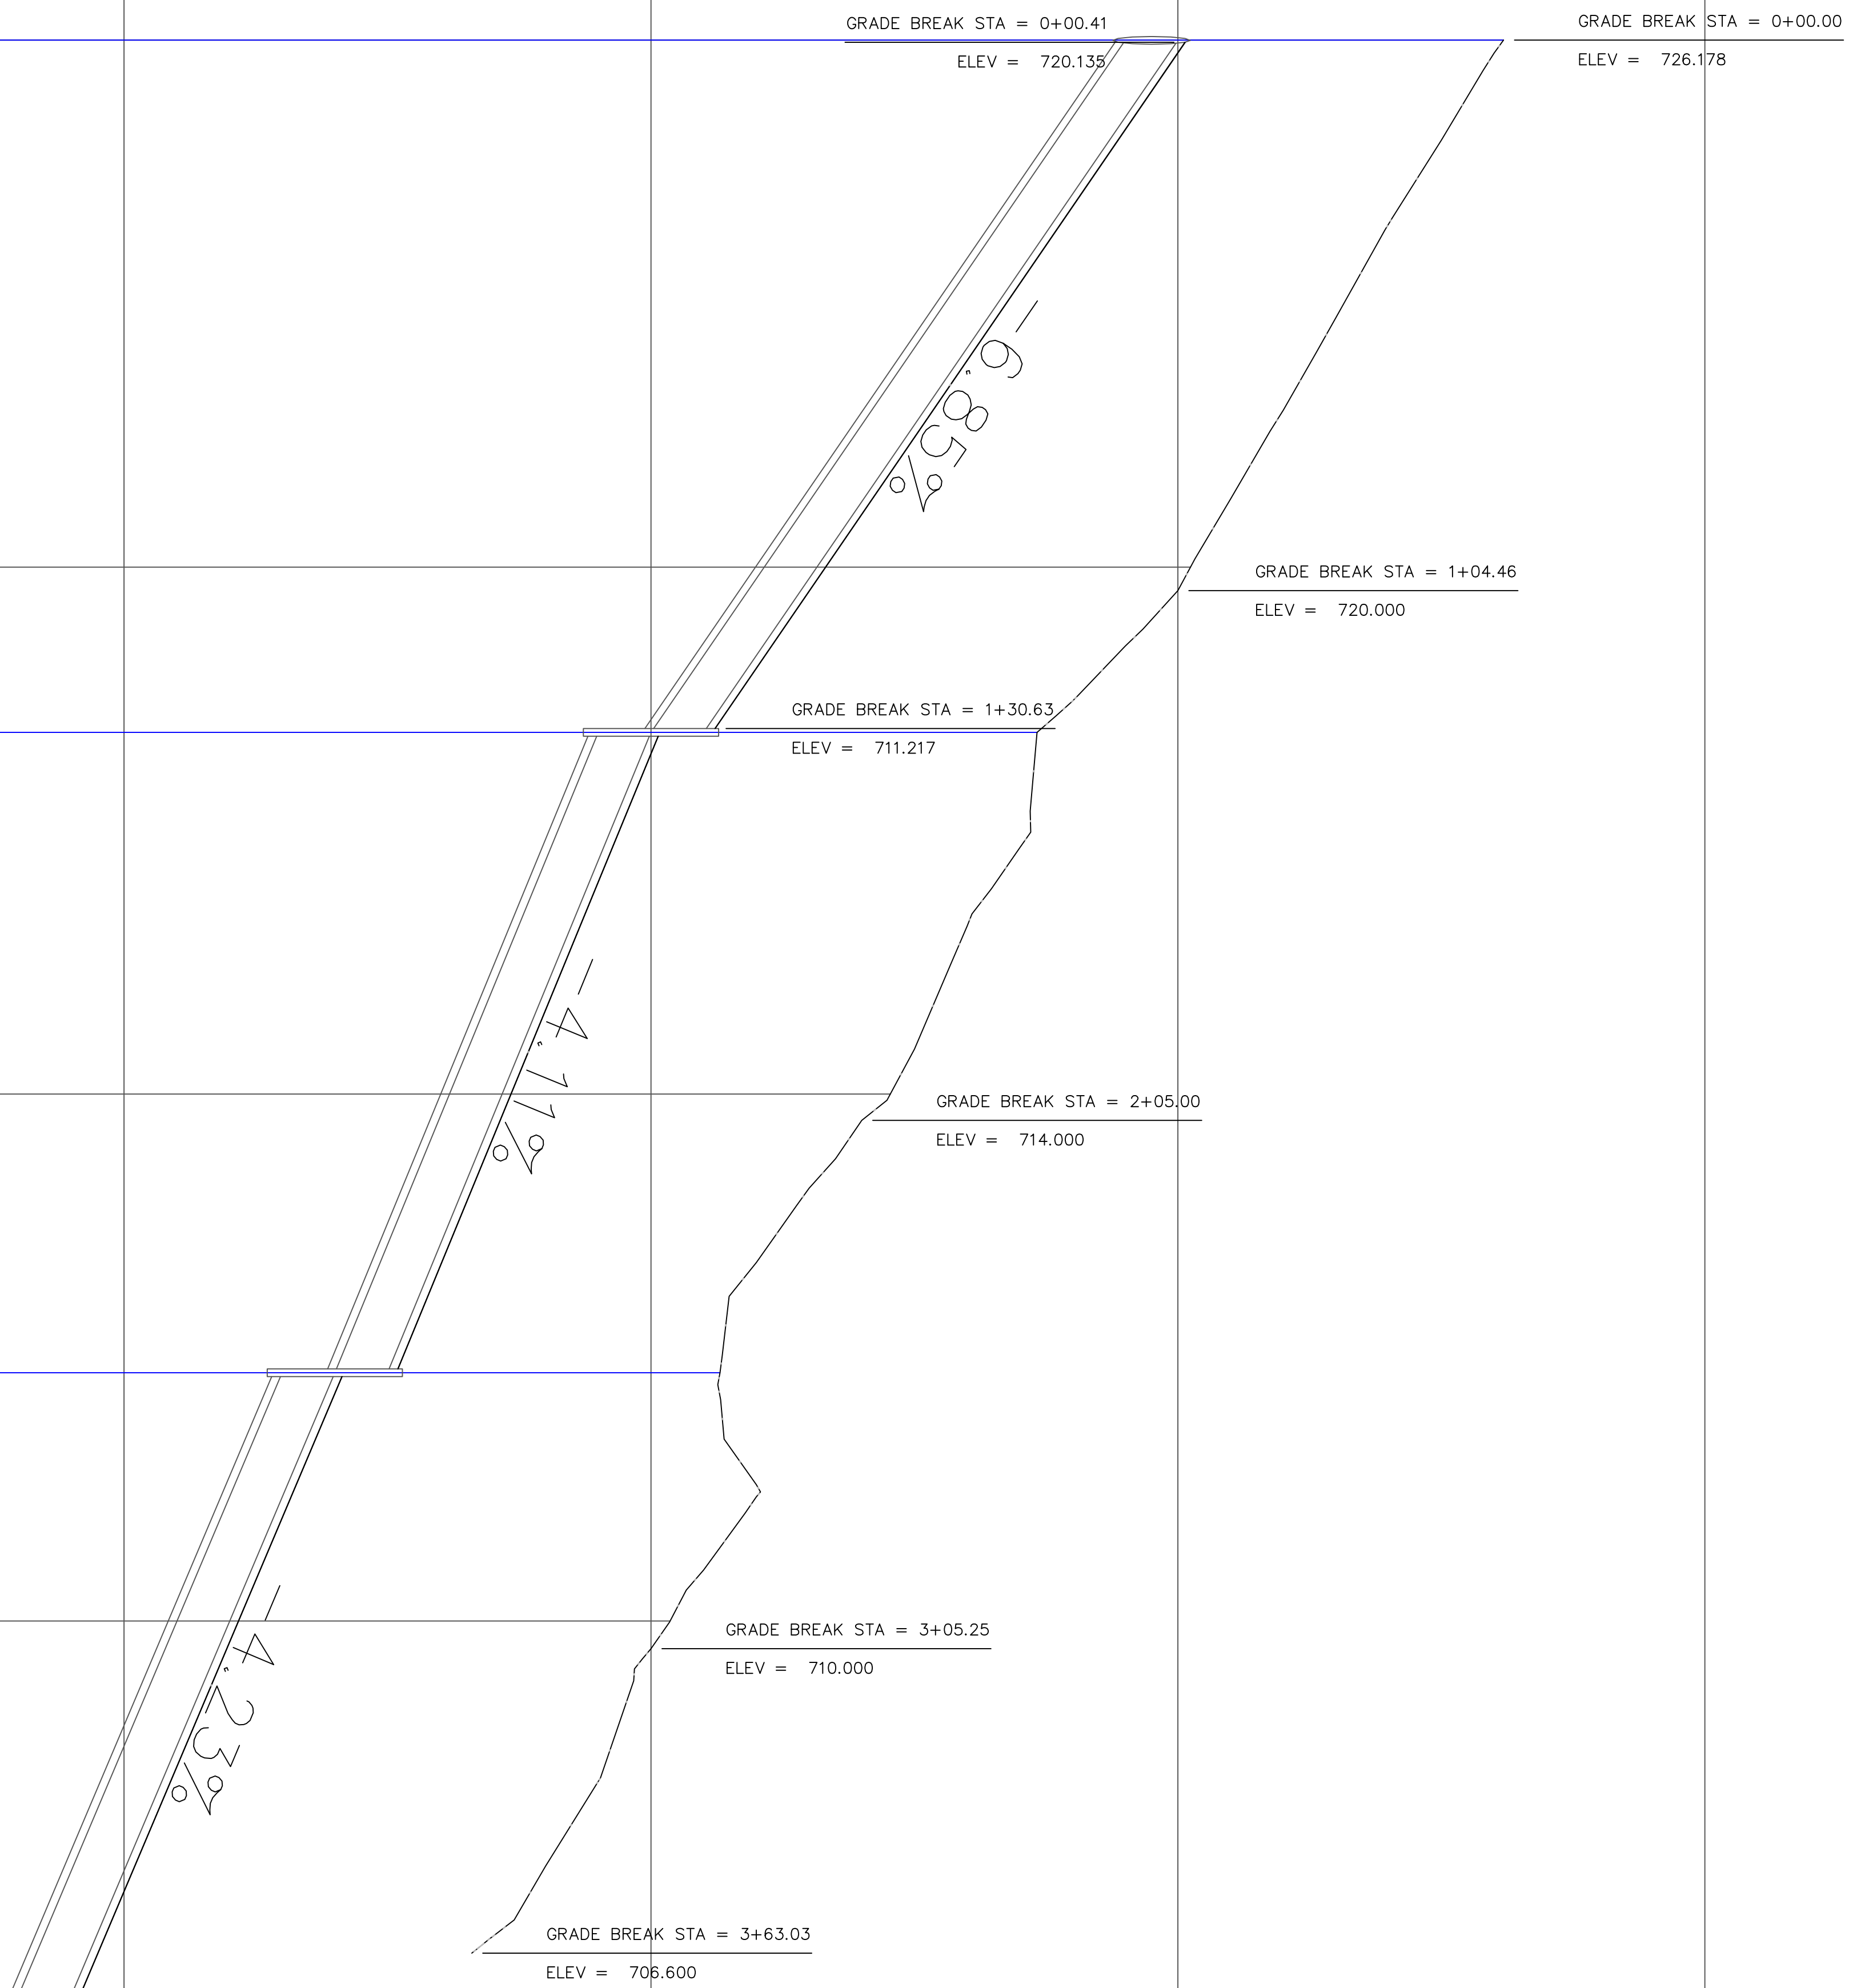 GRADE BREAK STA = 0+00.41
ELEV = 720.135
GRADE BREAK STA = 0+00.00
ELEV = 726.178
-6.85%
GRADE BREAK STA = 1+04.46
ELEV = 720.000
GRADE BREAK STA = 1+30.63
ELEV = 711.217
-4.11%
GRADE BREAK STA = 2+05.00
ELEV = 714.000
-4.23%
GRADE BREAK STA = 3+05.25
ELEV = 710.000
GRADE BREAK STA = 3+63.03
ELEV = 706.600